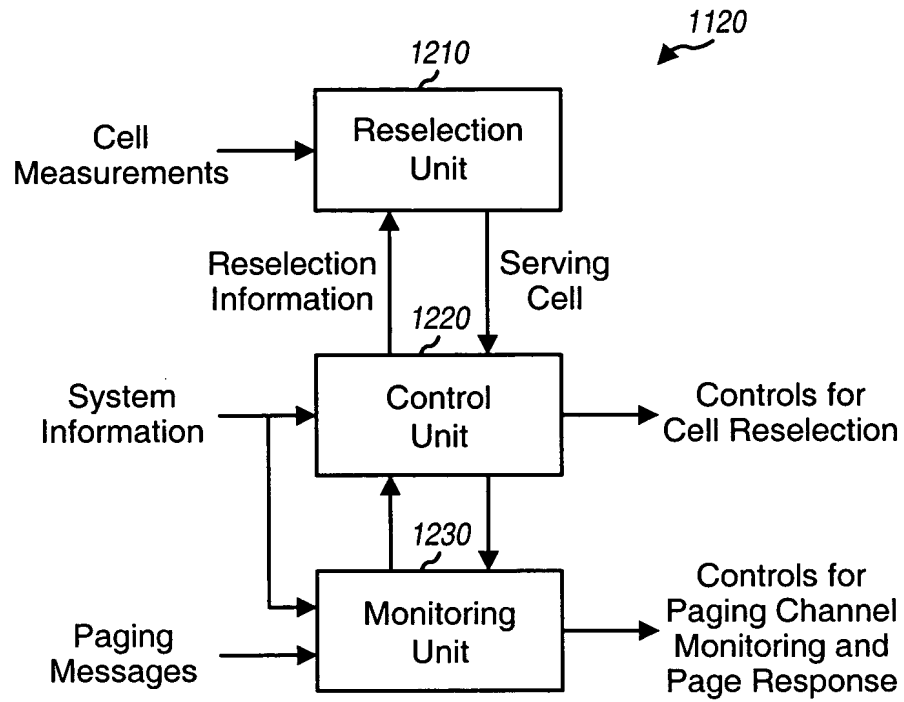 1120
1210
Reselection
Unit
Cell
Measurements
Reselection
Information
Serving
Cell
1220
System
Information
Control
Unit
Controls for
Cell Reselection
1230
Monitoring
Unit
Paging
Messages
Controls for
Paging Channel
Monitoring and
Page Response